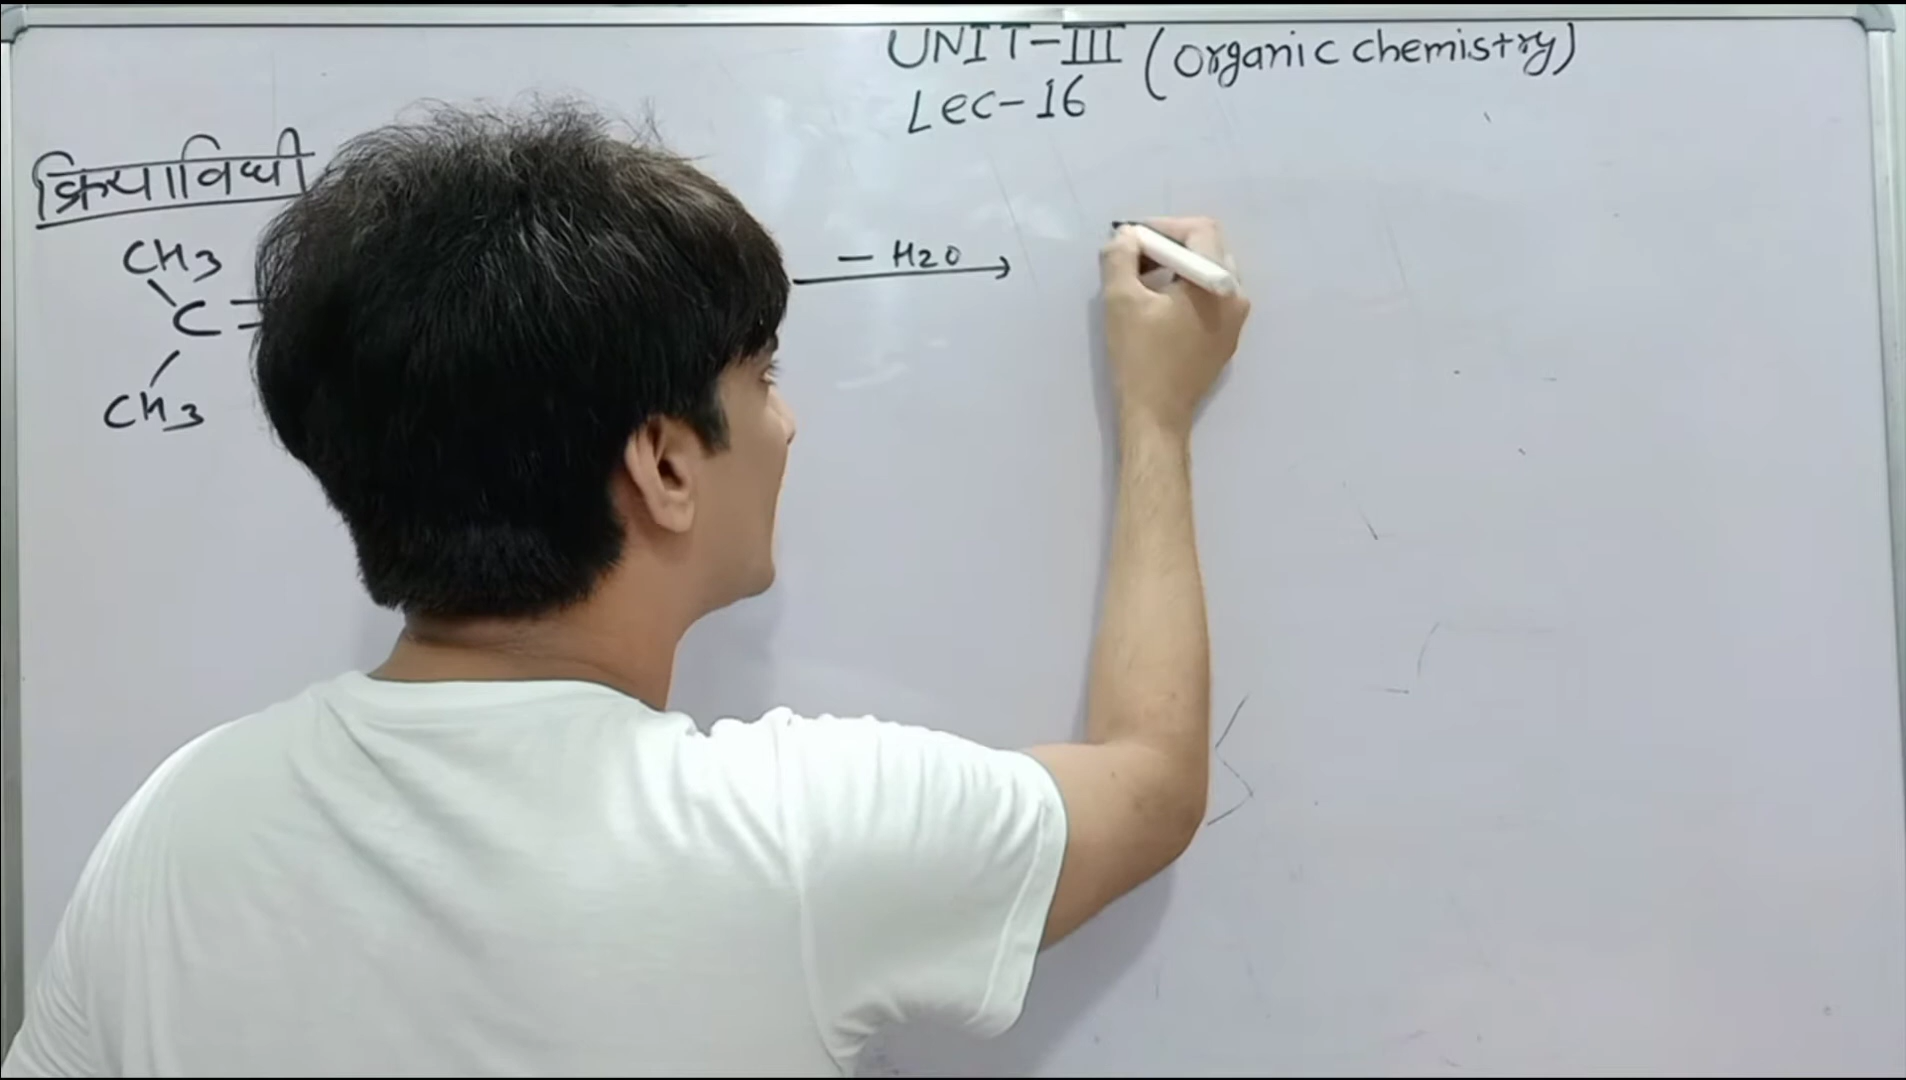 UNIT-III (Organic chemistry)
Lec-16
क्रियाविधी
CH3
- H2O
C=
CH3